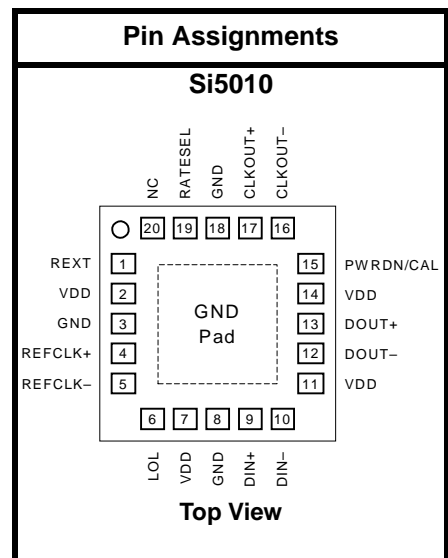 Pin Assignments
Si5010
NC
RATESEL
GND
CLKOUT+
CLKOUT–
20
19
18
17
16
REXT
1
VDD
2
GND
3
REFCLK+
4
REFCLK–
5
GND
Pad
15
PWRDN/CAL
14
VDD
13
DOUT+
12
DOUT–
11
VDD
6
7
8
9
10
LOL
VDD
GND
DIN+
DIN–
Top View